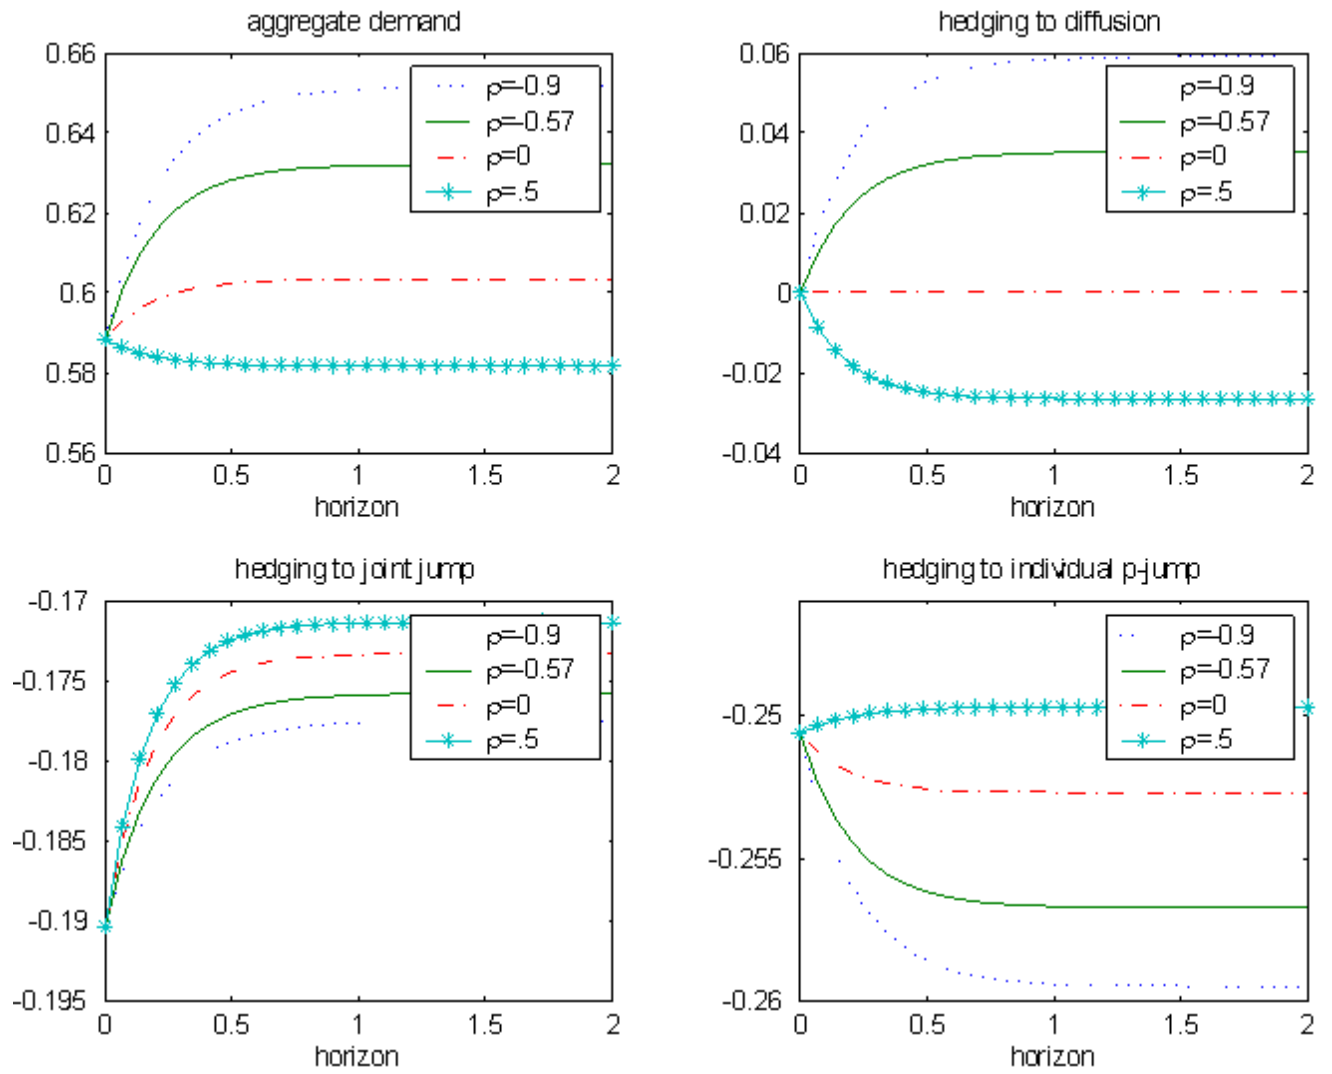 aggregate demand
0.66
0.64
0.62
0.6
0.58
0.56
0
0.5
1
1.5
2
horizon
ρ=-0.9
ρ=-0.57
ρ=0
ρ=.5
hedging to diffusion
0.06
0.04
0.02
0
-0.02
-0.04
0
0.5
1
1.5
2
horizon
ρ=-0.9
ρ=-0.57
ρ=0
ρ=.5
hedging to joint jump
-0.17
-0.175
-0.18
-0.185
-0.19
-0.195
0
0.5
1
1.5
2
horizon
ρ=-0.9
ρ=-0.57
ρ=0
ρ=.5
hedging to individual p-jump
-0.25
-0.255
-0.26
0
0.5
1
1.5
2
horizon
ρ=-0.9
ρ=-0.57
ρ=0
ρ=.5